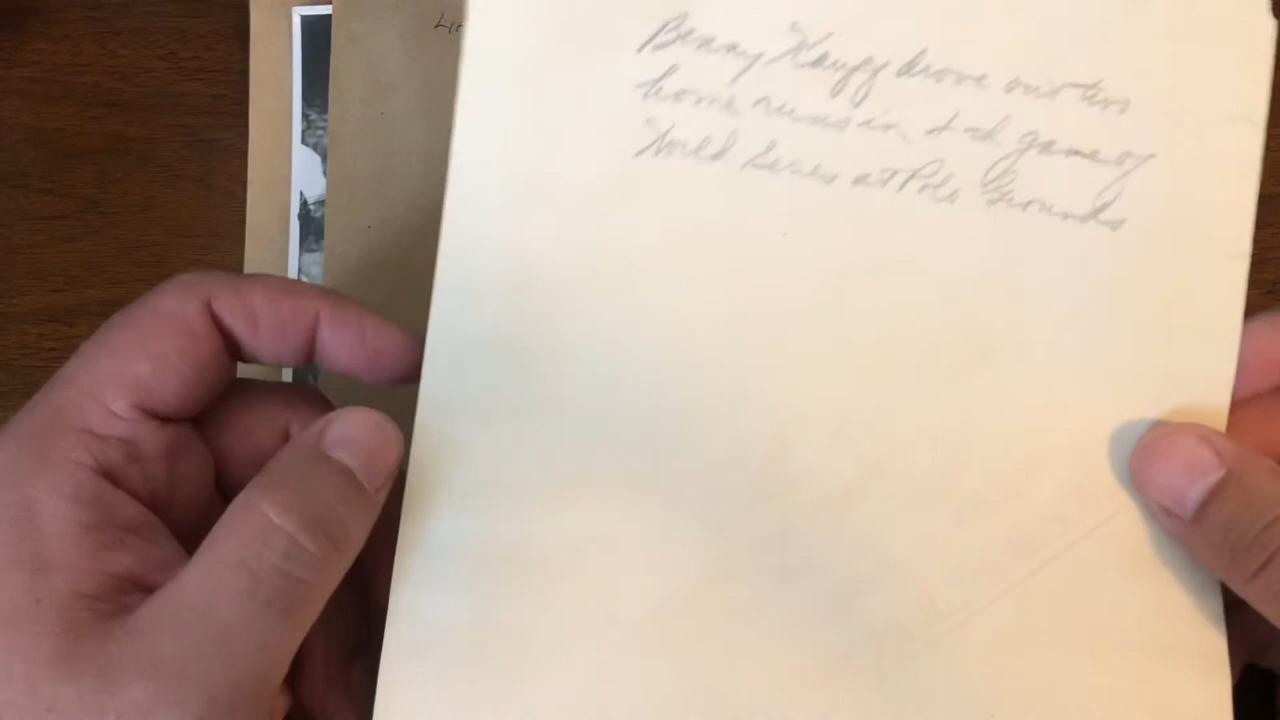 Benny Kauff drove out two
home runs in 4th game of
World Series at Polo Grounds